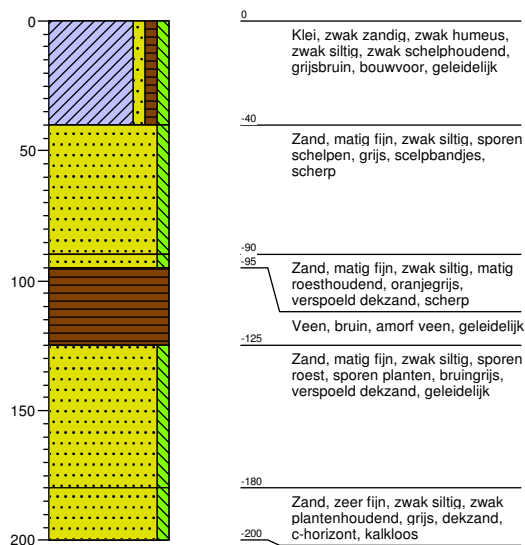 0
50
100
150
200
0
Klei, zwak zandig, zwak humeus,
zwak siltig, zwak schelphoudend,
grijsbruin, bouwvoor, geleidelijk
-40
Zand, matig fijn, zwak siltig, sporen
schelpen, grijs, scelpbandjes,
scherp
-90
-95
Zand, matig fijn, zwak siltig, matig
roesthoudend, oranjegrijs,
verspoeld dekzand, scherp
Veen, bruin, amorf veen, geleidelijk
-125
Zand, matig fijn, zwak siltig, sporen
roest, sporen planten, bruingrijs,
verspoeld dekzand, geleidelijk
-180
Zand, zeer fijn, zwak siltig, zwak
plantenhoudend, grijs, dekzand,
c-horizont, kalkloos
-200